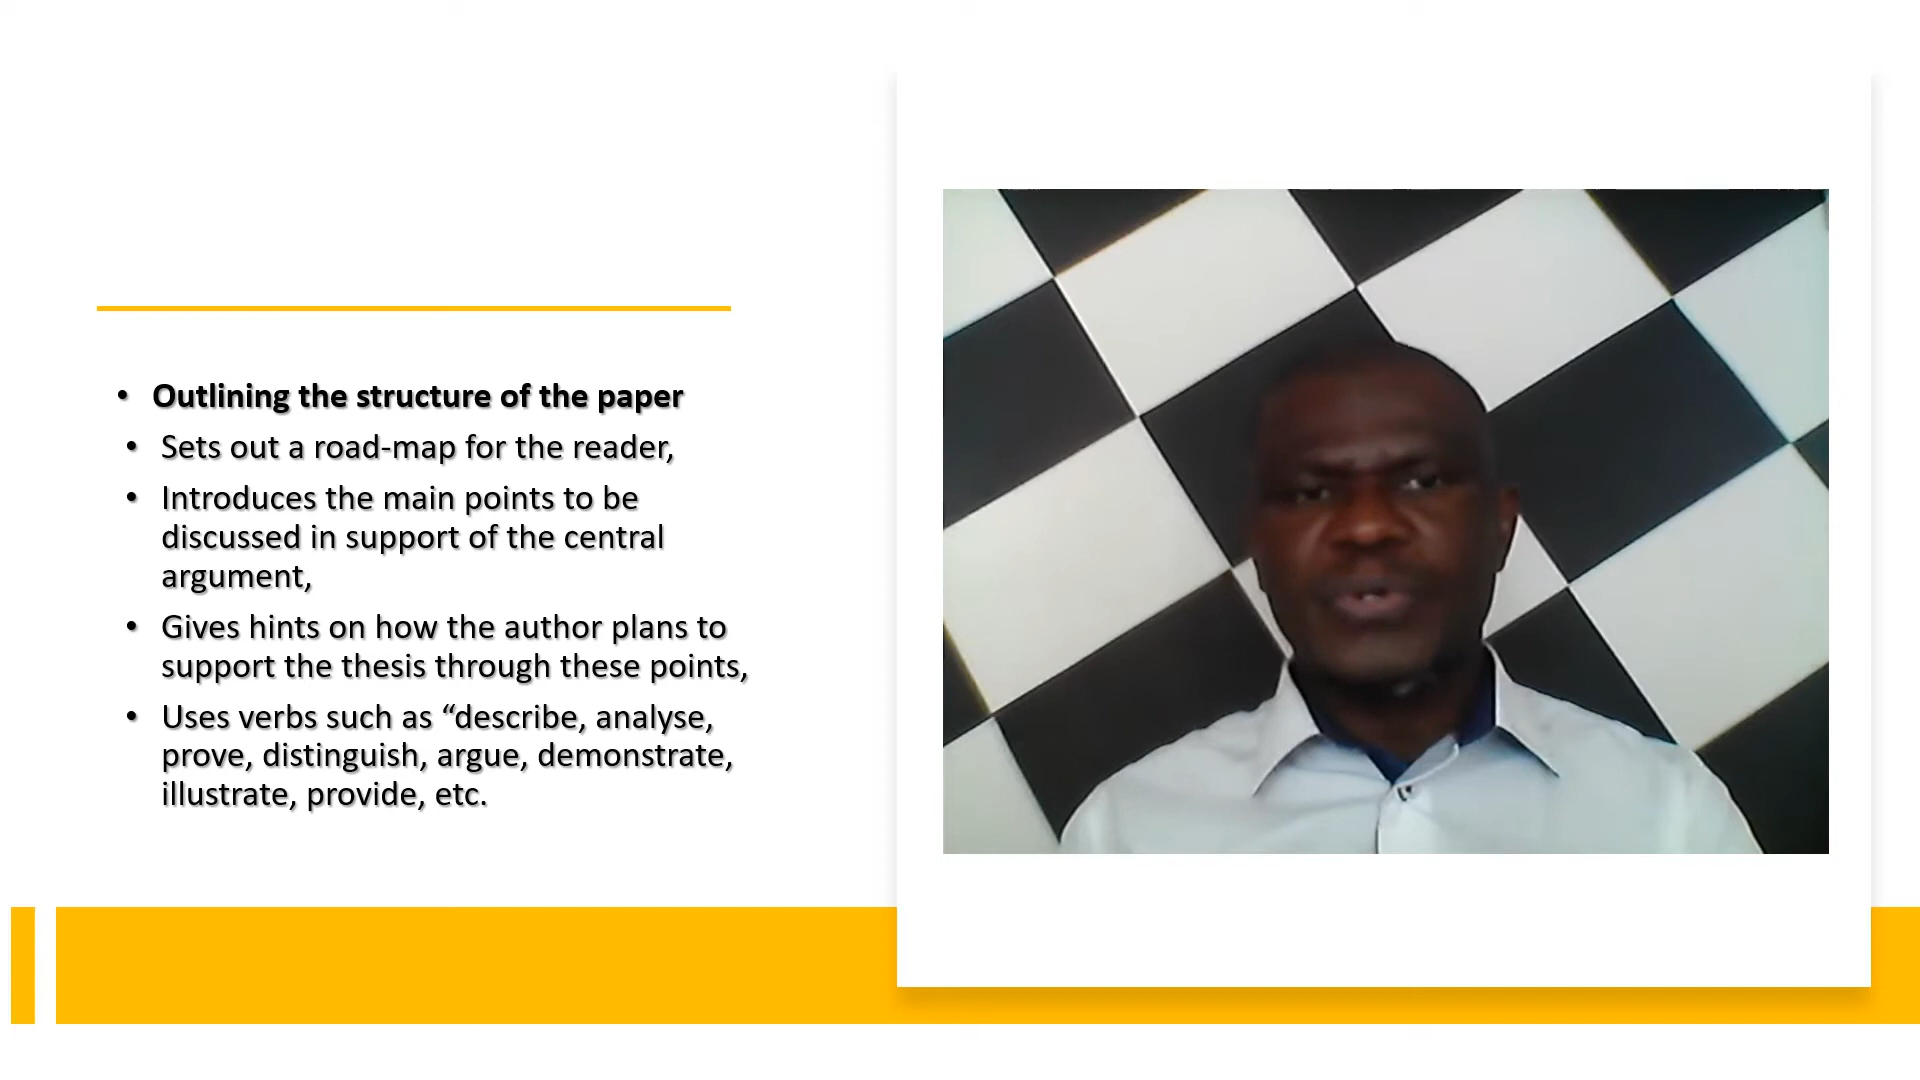 • Outlining the structure of the paper
• Sets out a road-map for the reader,
• Introduces the main points to be
discussed in support of the central
argument,
• Gives hints on how the author plans to
support the thesis through these points,
• Uses verbs such as “describe, analyse,
prove, distinguish, argue, demonstrate,
illustrate, provide, etc.